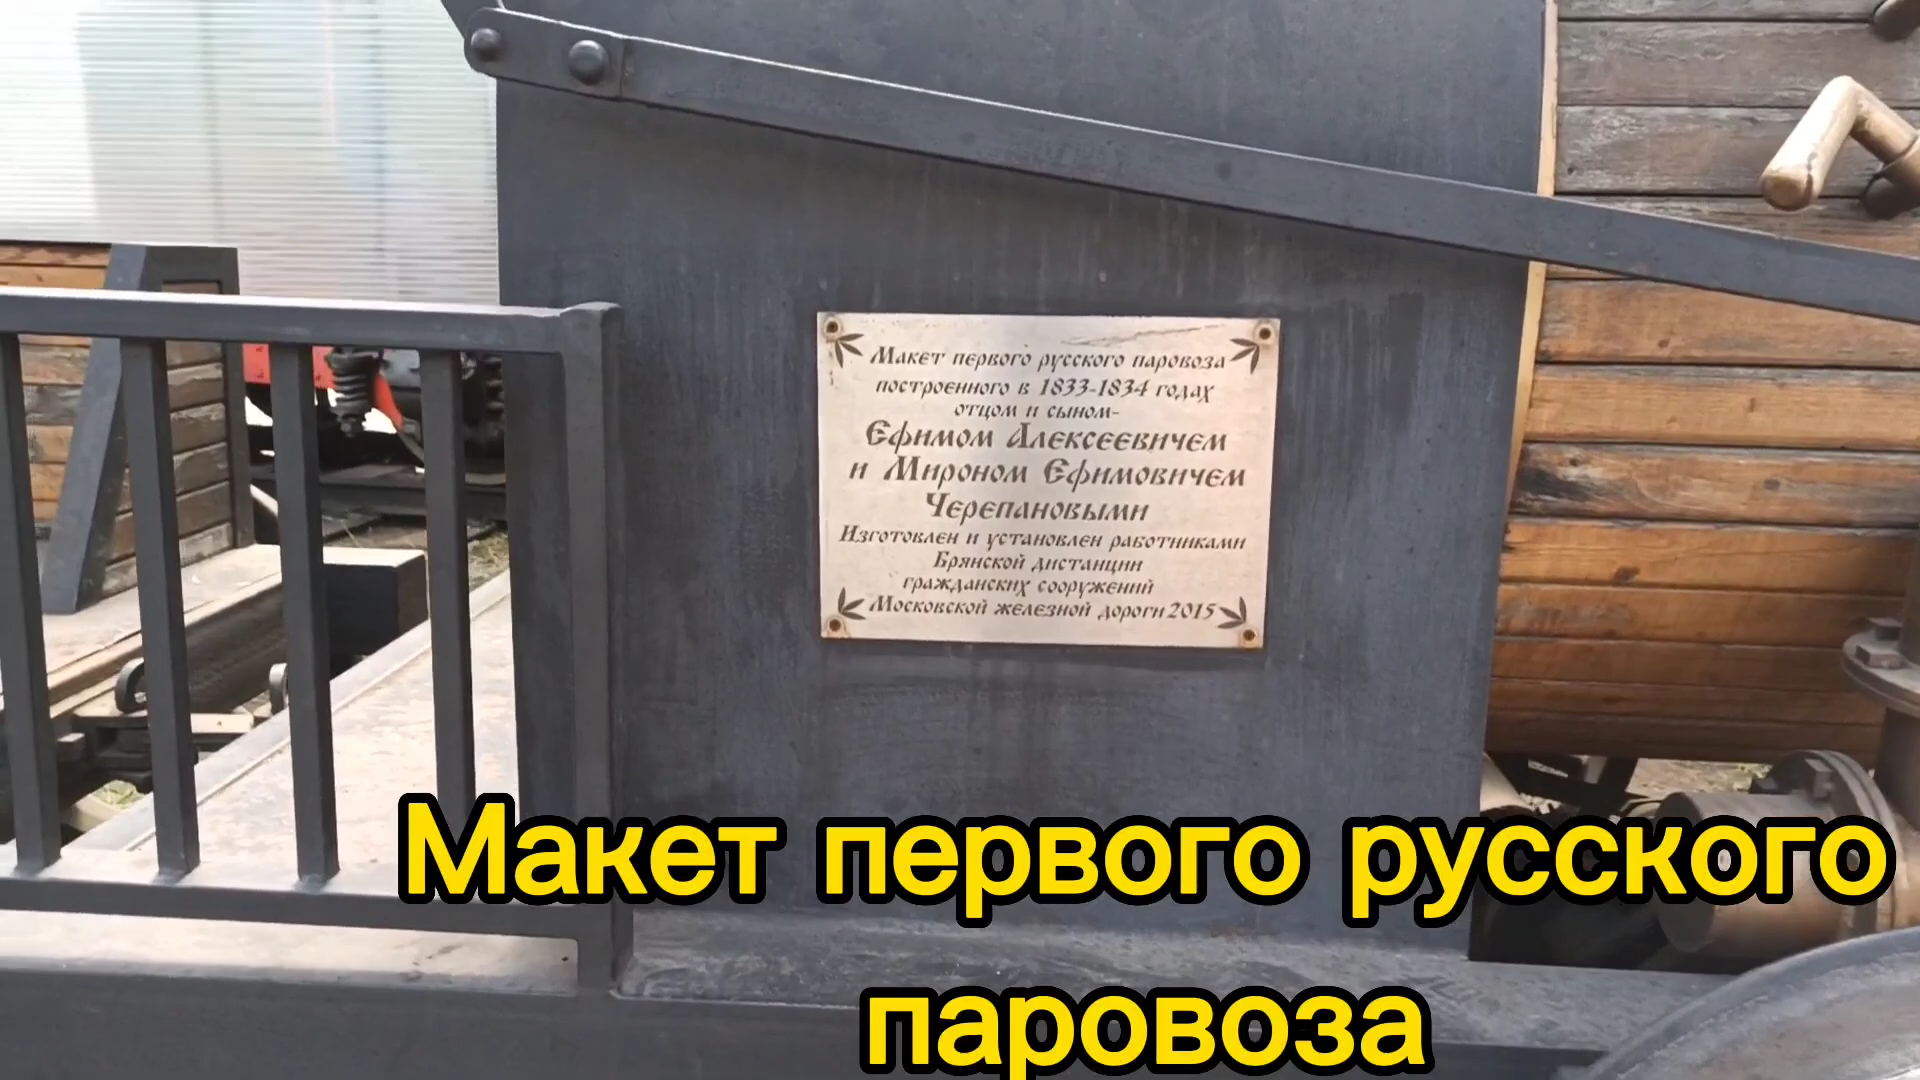 Макет первого русского паровоза
построенного в 1833-1834 годах
отцом и сыном-
Ефимом Алексеевичем
и Мироном Ефимовичем
Черепановыми
Изготовлен и установлен работниками
Брянской дистанции
гражданских сооружений
Московской железной дороги 2015
Макет первого русского
паровоза